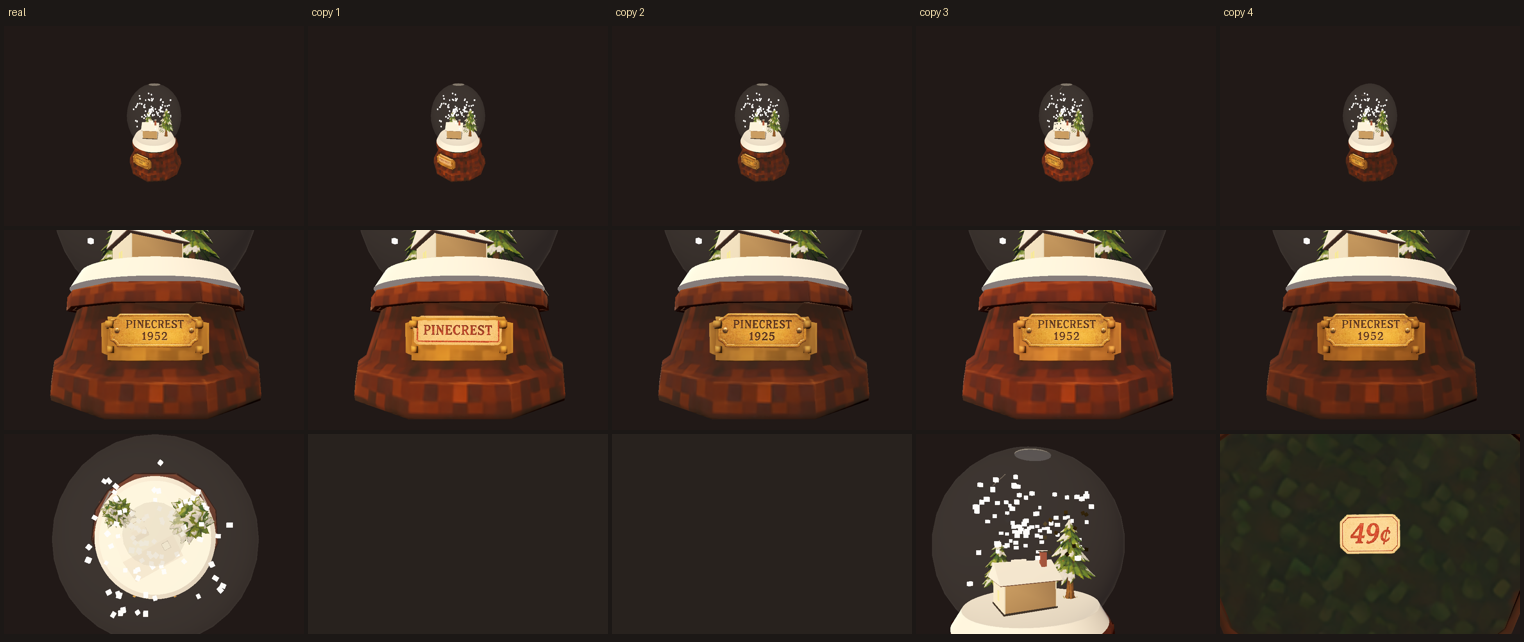 real
copy 1
copy 2
copy 3
copy 4
PINECREST
1952
PINECREST
PINECREST
1925
PINECREST
1952
PINECREST
1952
49¢